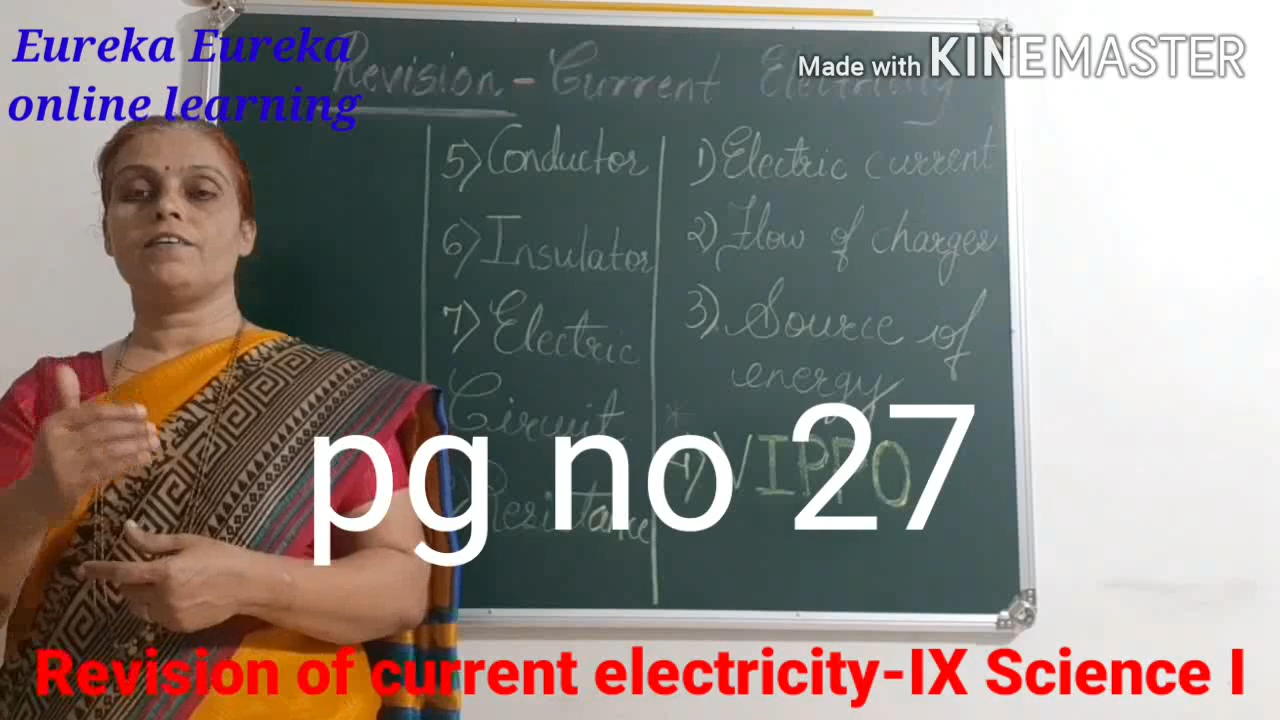 Eureka Eureka
online learning
Made with KINEMASTER
Revision - Current Electricity
5) Conductor
6) Insulator
7) Electric
Circuit
Resistance
1) Electric current
2) Flow of charges
3) Source of
energy
4) VIPPO
pg no 27
Revision of current electricity-IX Science I